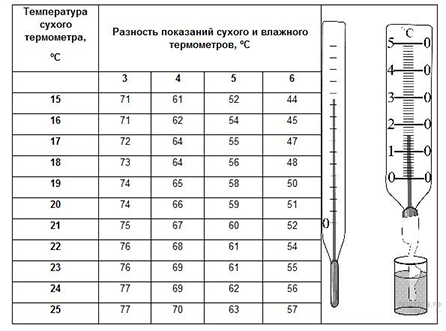 Температура сухого термометра, ºС
Разность показаний сухого и влажного термометров, ºС
3 4 5 6
15 71 61 52 44
16 71 62 54 45
17 72 64 55 47
18 73 64 56 48
19 74 65 58 50
20 74 66 59 51
21 75 67 60 52
22 76 68 61 54
23 76 69 61 55
24 77 69 62 56
25 77 70 63 57
0
°C
5 0
4 0
3 0
2 0
1 0
0 0